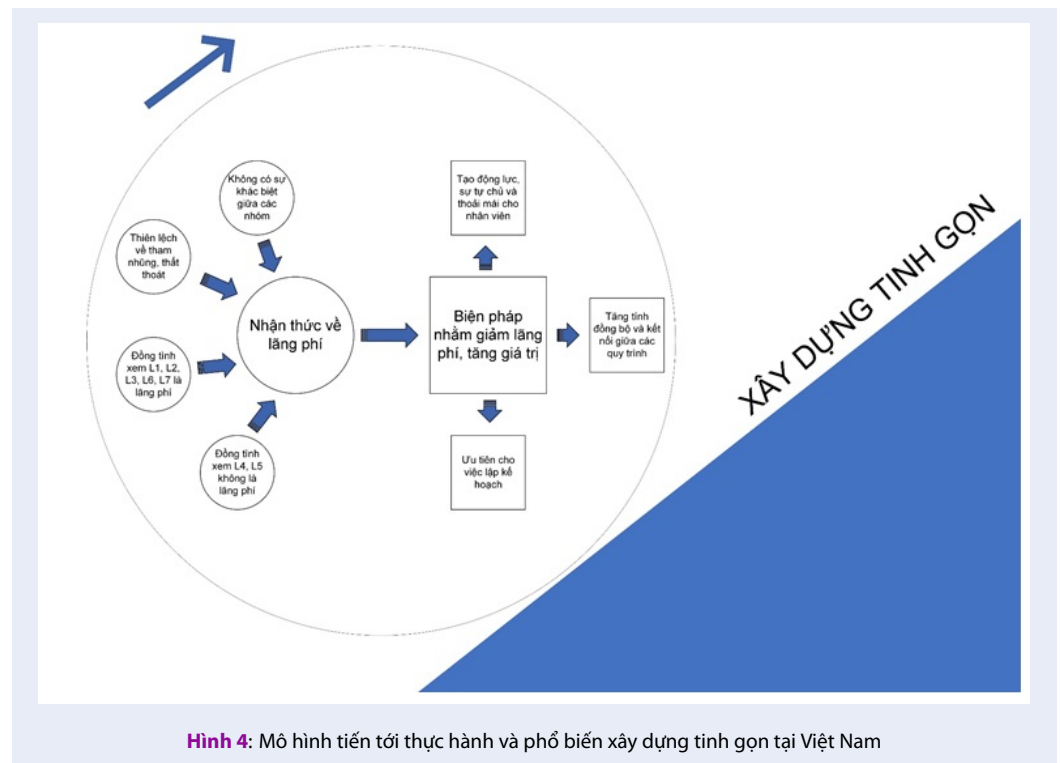 Không có sự
khác biệt
giữa các
nhóm
Thiên lệch
về tham
nhũng, thất
thoát
Đồng tình
xem L1, L2,
L3, L6, L7 là
lãng phí
Đồng tình
xem L4, L5
không là
lãng phí
Nhận thức về
lãng phí
Tạo động lực,
sự tự chủ và
thoải mái cho
nhân viên
Biện pháp
nhằm giảm lãng
phí, tăng giá trị
Tăng tính
đồng bộ và kết
nối giữa các
quy trình
Ưu tiên cho
việc lập kế
hoạch
XÂY DỰNG TINH GỌN
Hình 4: Mô hình tiến tới thực hành và phổ biến xây dựng tinh gọn tại Việt Nam